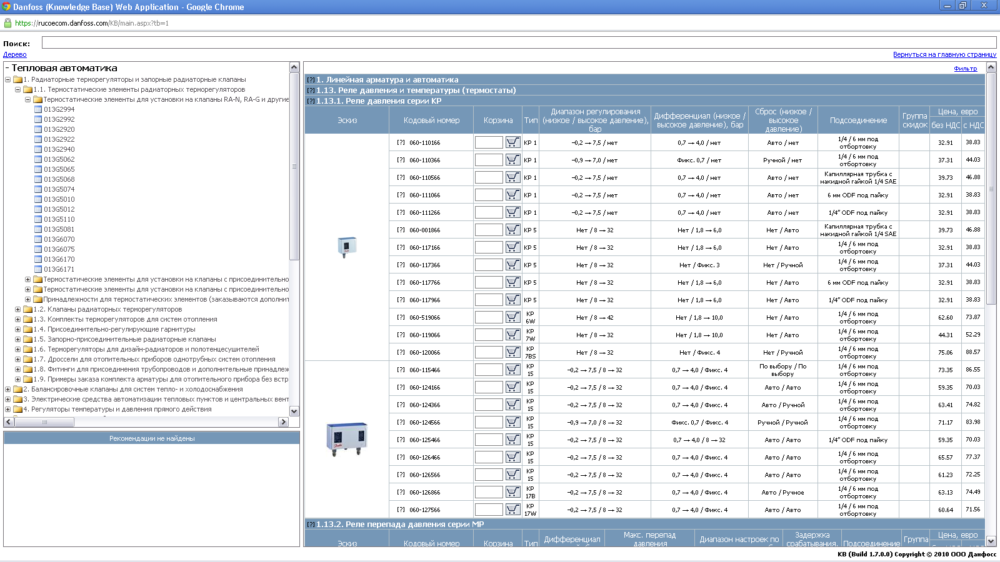 Danfoss (Knowledge Base) Web Application - Google Chrome
https://rucoecom.danfoss.com/KB/main.aspx?tb=1
Поиск:
Дерево
Вернуться на главную страницу
- Тепловая автоматика
1. Радиаторные терморегуляторы и запорные радиаторные клапаны
1.1. Термостатические элементы радиаторных терморегуляторов
Термостатические элементы для установки на клапаны RA-N, RA-G и другие
013G2994
013G2992
013G2920
013G2922
013G2940
013G5062
013G5065
013G5068
013G5074
013G5010
013G5012
013G5110
013G5081
013G6070
013G6075
013G6170
013G6171
Термостатические элементы для установки на клапаны с присоединительно
Термостатические элементы для установки на клапаны с присоединительно
Принадлежности для термостатических элементов (заказываются дополнит
1.2. Клапаны радиаторных терморегуляторов
1.3. Комплекты терморегуляторов для систем отопления
1.4. Присоединительно-регулирующие гарнитуры
1.5. Запорно-присоединительные радиаторные клапаны
1.6. Терморегуляторы для дизайн-радиаторов и полотенцесушителей
1.7. Дроссели для отопительных приборов однотрубных систем отопления
1.8. Фитинги для присоединения трубопроводов и дополнительные принадлеж
1.9. Примеры заказа комплекта арматуры для отопительного прибора без встр
2. Балансировочные клапаны для систем тепло- и холодоснабжения
3. Электрические средства автоматизации тепловых пунктов и центральных вент
4. Регуляторы температуры и давления прямого действия
Рекомендации не найдены
Фильтр
[?] 1. Линейная арматура и автоматика
[?] 1.13. Реле давления и температуры (термостаты)
[?] 1.13.1. Реле давления серии KP
Эскиз Кодовый номер Корзина Тип Диапазон регулирования (низкое / высокое давление), бар Дифференциал (низкое / высокое давление), бар Сброс (низкое / высокое давление) Подсоединение Группа скидок Цена, евро без НДС с НДС
[?] 060-110166 KP 1 −0,2 → 7,5 / нет 0,7 → 4,0 / нет Авто / нет 1/4 / 6 мм под отбортовку 32.91 38.83
[?] 060-110366 KP 1 −0,9 → 7,0 / нет Фикс. 0,7 / нет Ручной / нет 1/4 / 6 мм под отбортовку 37.31 44.03
[?] 060-110566 KP 1 −0,2 → 7,5 / нет 0,7 → 4,0 / нет Авто / нет Капиллярная трубка с накидной гайкой 1/4 SAE 39.73 46.88
[?] 060-111066 KP 1 −0,2 → 7,5 / нет 0,7 → 4,0 / нет Авто / нет 6 мм ODF под пайку 32.91 38.83
[?] 060-111266 KP 1 −0,2 → 7,5 / нет 0,7 → 4,0 / нет Авто / нет 1/4” ODF под пайку 32.91 38.83
[?] 060-001866 KP 5 Нет / 8 → 32 Нет / 1,8 → 6,0 Нет / Авто Капиллярная трубка с накидной гайкой 1/4 SAE 39.73 46.88
[?] 060-117166 KP 5 Нет / 8 → 32 Нет / 1,8 → 6,0 Нет / Авто 1/4 / 6 мм под отбортовку 32.91 38.83
[?] 060-117366 KP 5 Нет / 8 → 32 Нет / Фикс. 3 Нет / Ручной 1/4 / 6 мм под отбортовку 37.31 44.03
[?] 060-117766 KP 5 Нет / 8 → 32 Нет / 1,8 → 6,0 Нет / Авто 6 мм ODF под пайку 32.91 38.83
[?] 060-117966 KP 5 Нет / 8 → 32 Нет / 1,8 → 6,0 Нет / Авто 1/4” ODF под пайку 32.91 38.83
[?] 060-519066 KP 6W Нет / 8 → 42 Нет / 1,8 → 10,0 Нет / Авто 1/4 / 6 мм под отбортовку 62.60 73.87
[?] 060-119066 KP 7W Нет / 8 → 32 Нет / 1,8 → 10,0 Нет / Авто 1/4 / 6 мм под отбортовку 44.31 52.29
[?] 060-120066 KP 7BS Нет / 8 → 32 Нет / Фикс. 4 Нет / Ручной 1/4 / 6 мм под отбортовку 75.06 88.57
[?] 060-115466 KP 15 −0,2 → 7,5 / 8 → 32 0,7 → 4,0 / Фикс. 4 По выбору / По выбору 1/4 / 6 мм под отбортовку 73.35 86.55
[?] 060-124166 KP 15 −0,2 → 7,5 / 8 → 32 0,7 → 4,0 / Фикс. 4 Авто / Авто 1/4 / 6 мм под отбортовку 59.35 70.03
[?] 060-124366 KP 15 −0,2 → 7,5 / 8 → 32 0,7 → 4,0 / Фикс. 4 Авто / Ручной 1/4 / 6 мм под отбортовку 63.41 74.82
[?] 060-124566 KP 15 −0,9 → 7,0 / 8 → 32 Фикс. 0,7 / Фикс. 4 Ручной / Ручной 1/4 / 6 мм под отбортовку 71.17 83.98
[?] 060-125466 KP 15 −0,2 → 7,5 / 8 → 32 0,7 → 4,0 / 8 → 32 Авто / Авто 1/4” ODF под пайку 59.35 70.03
[?] 060-126466 KP 15 −0,2 → 7,5 / 8 → 32 0,7 → 4,0 / Фикс. 4 Авто / Авто 1/4 / 6 мм под отбортовку 65.57 77.37
[?] 060-126566 KP 15 −0,2 → 7,5 / 8 → 32 0,7 → 4,0 / Фикс. 4 Авто / Авто 1/4 / 6 мм под отбортовку 61.23 72.25
[?] 060-126866 KP 17B −0,2 → 7,5 / 8 → 32 0,7 → 4,0 / Фикс. 4 Авто / Ручное 1/4 / 6 мм под отбортовку 63.13 74.49
[?] 060-127566 KP 17W −0,2 → 7,5 / 8 → 32 0,7 → 4,0 / Фикс. 4 Авто / Авто 1/4 / 6 мм под отбортовку 60.64 71.56
[?] 1.13.2. Реле перепада давления серии MP
Эскиз Кодовый номер Корзина Тип Дифференциал Макс. перепад давления Диапазон настроек по Задержка срабатывания, Подсоединение Группа Цена, евро
KB (Build 1.7.0.0) Copyright © 2010 ООО Данфосс